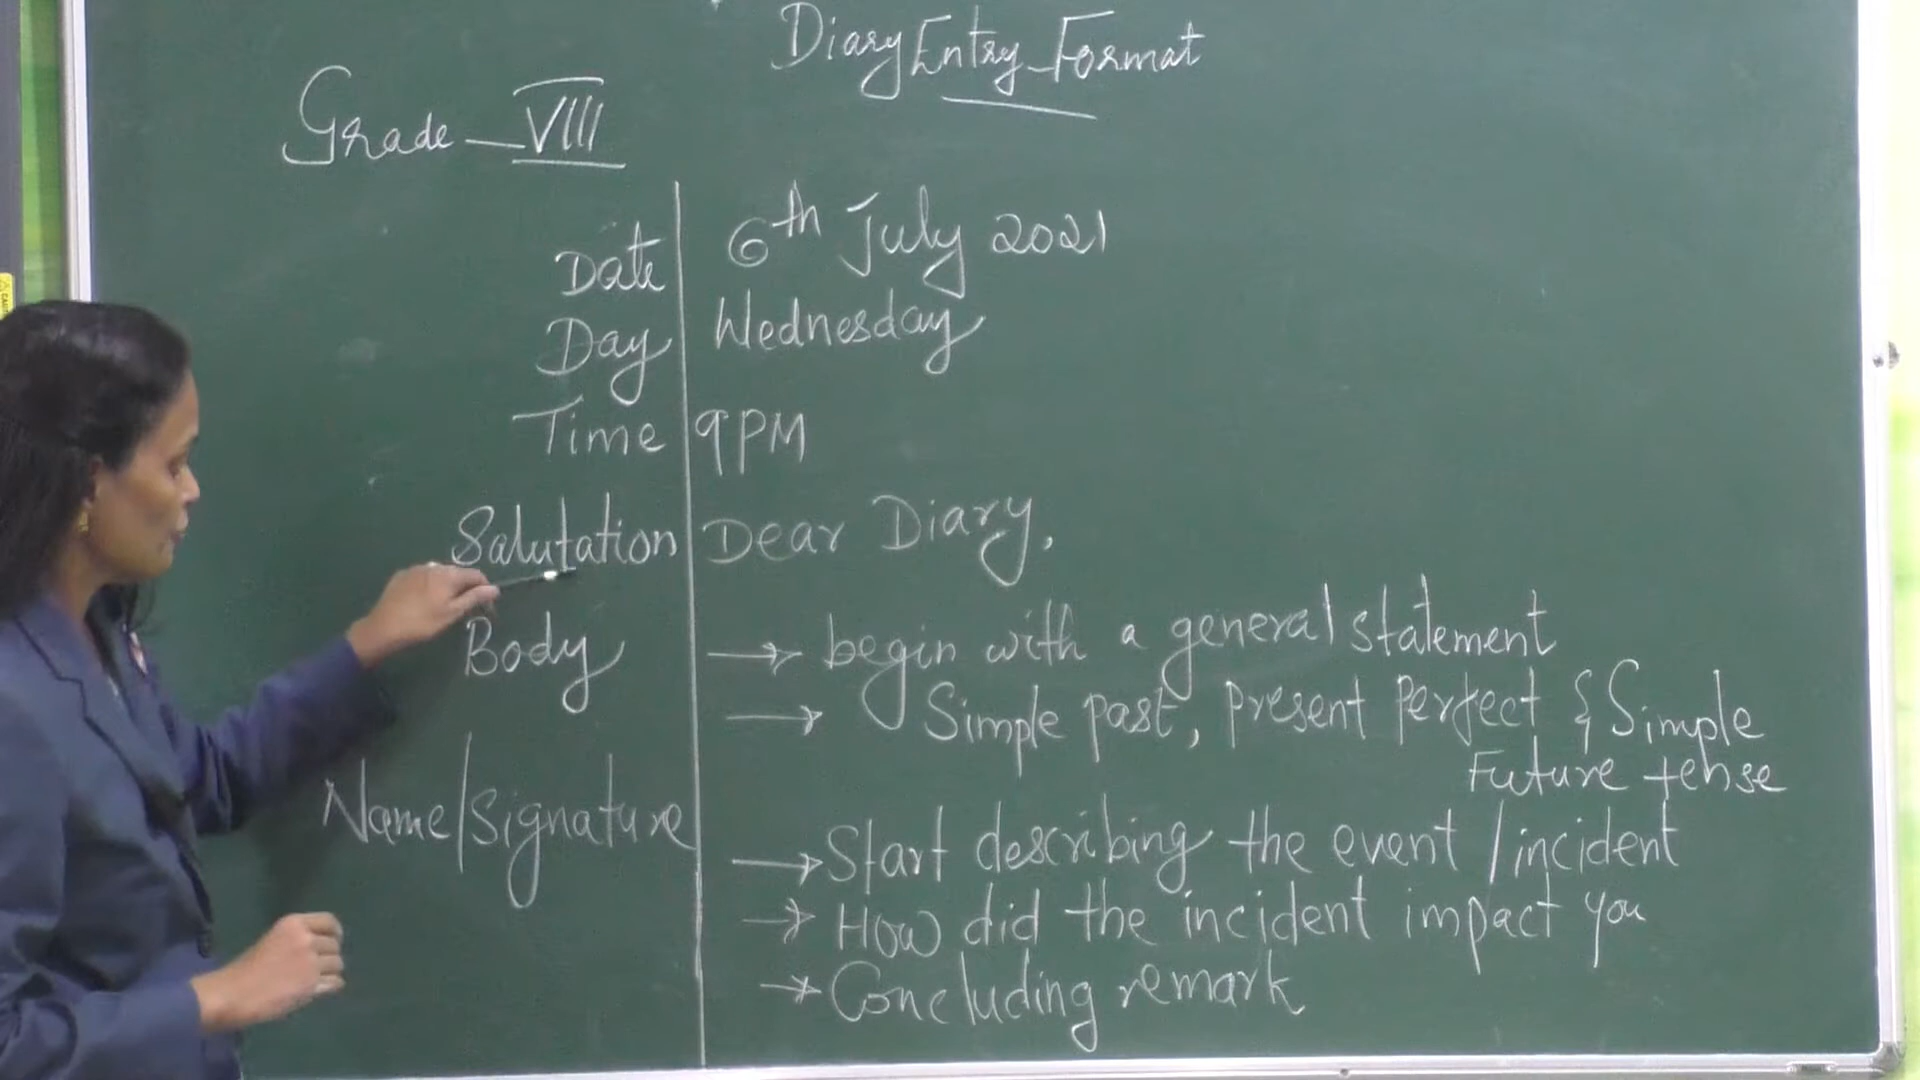 Diary Entry Format
Grade - VIII
Date 6th July 2021
Day Wednesday
Time 9PM
Salutation Dear Diary,
Body → begin with a general statement
→ Simple past, present perfect & Simple
Future tense
Name/Signature
→ Start describing the event / incident
→ How did the incident impact you
→ Concluding remark